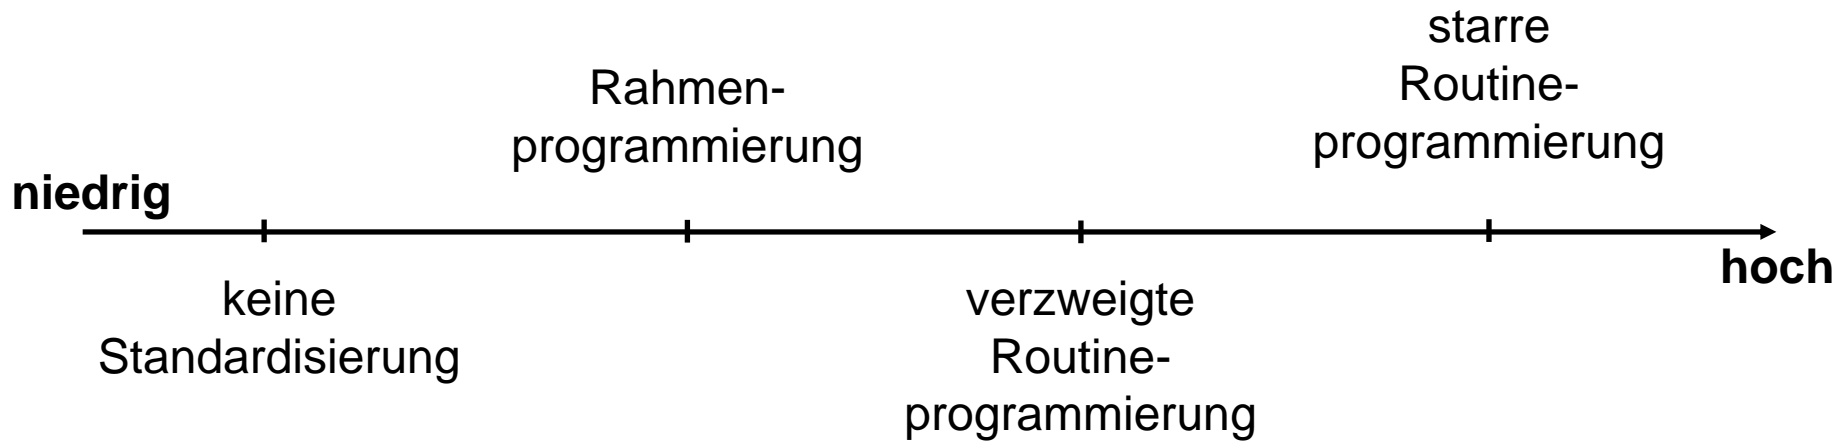 niedrig
keine
Standardisierung
Rahmen-
programmierung
verzweigte
Routine-
programmierung
starre
Routine-
programmierung
hoch